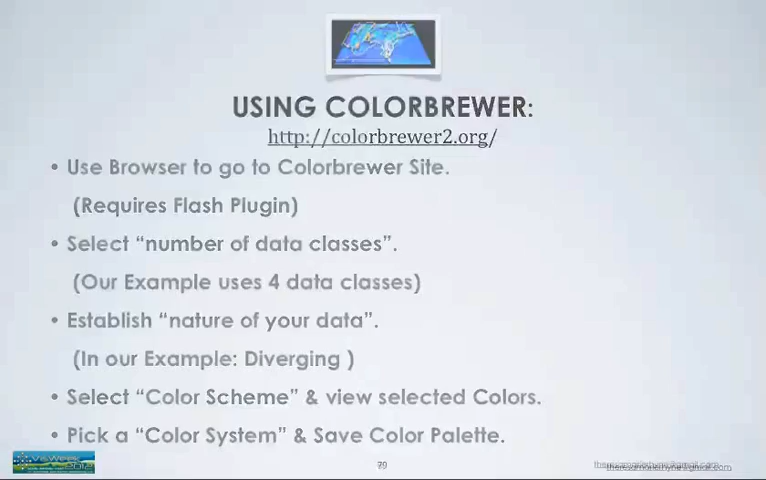 USING COLORBREWER:
http://colorbrewer2.org/
• Use Browser to go to Colorbrewer Site.
(Requires Flash Plugin)
• Select “number of data classes”.
(Our Example uses 4 data classes)
• Establish “nature of your data”.
(In our Example: Diverging )
• Select “Color Scheme” & view selected Colors.
• Pick a “Color System” & Save Color Palette.
VisWeek